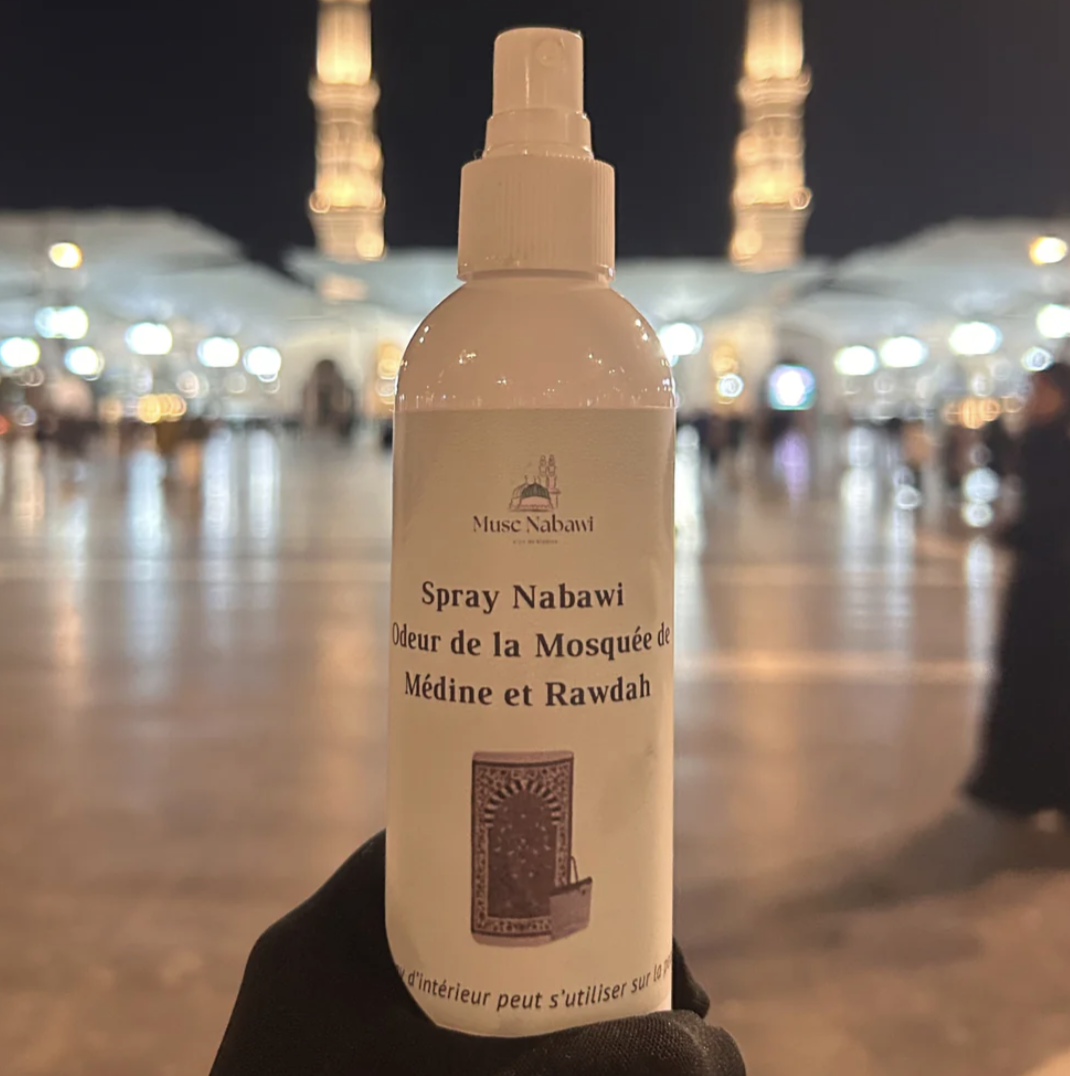 Musc Nabawi
Spray Nabawi
Odeur de la Mosquée de
Médine et Rawdah
d'intérieur peut s'utiliser sur la